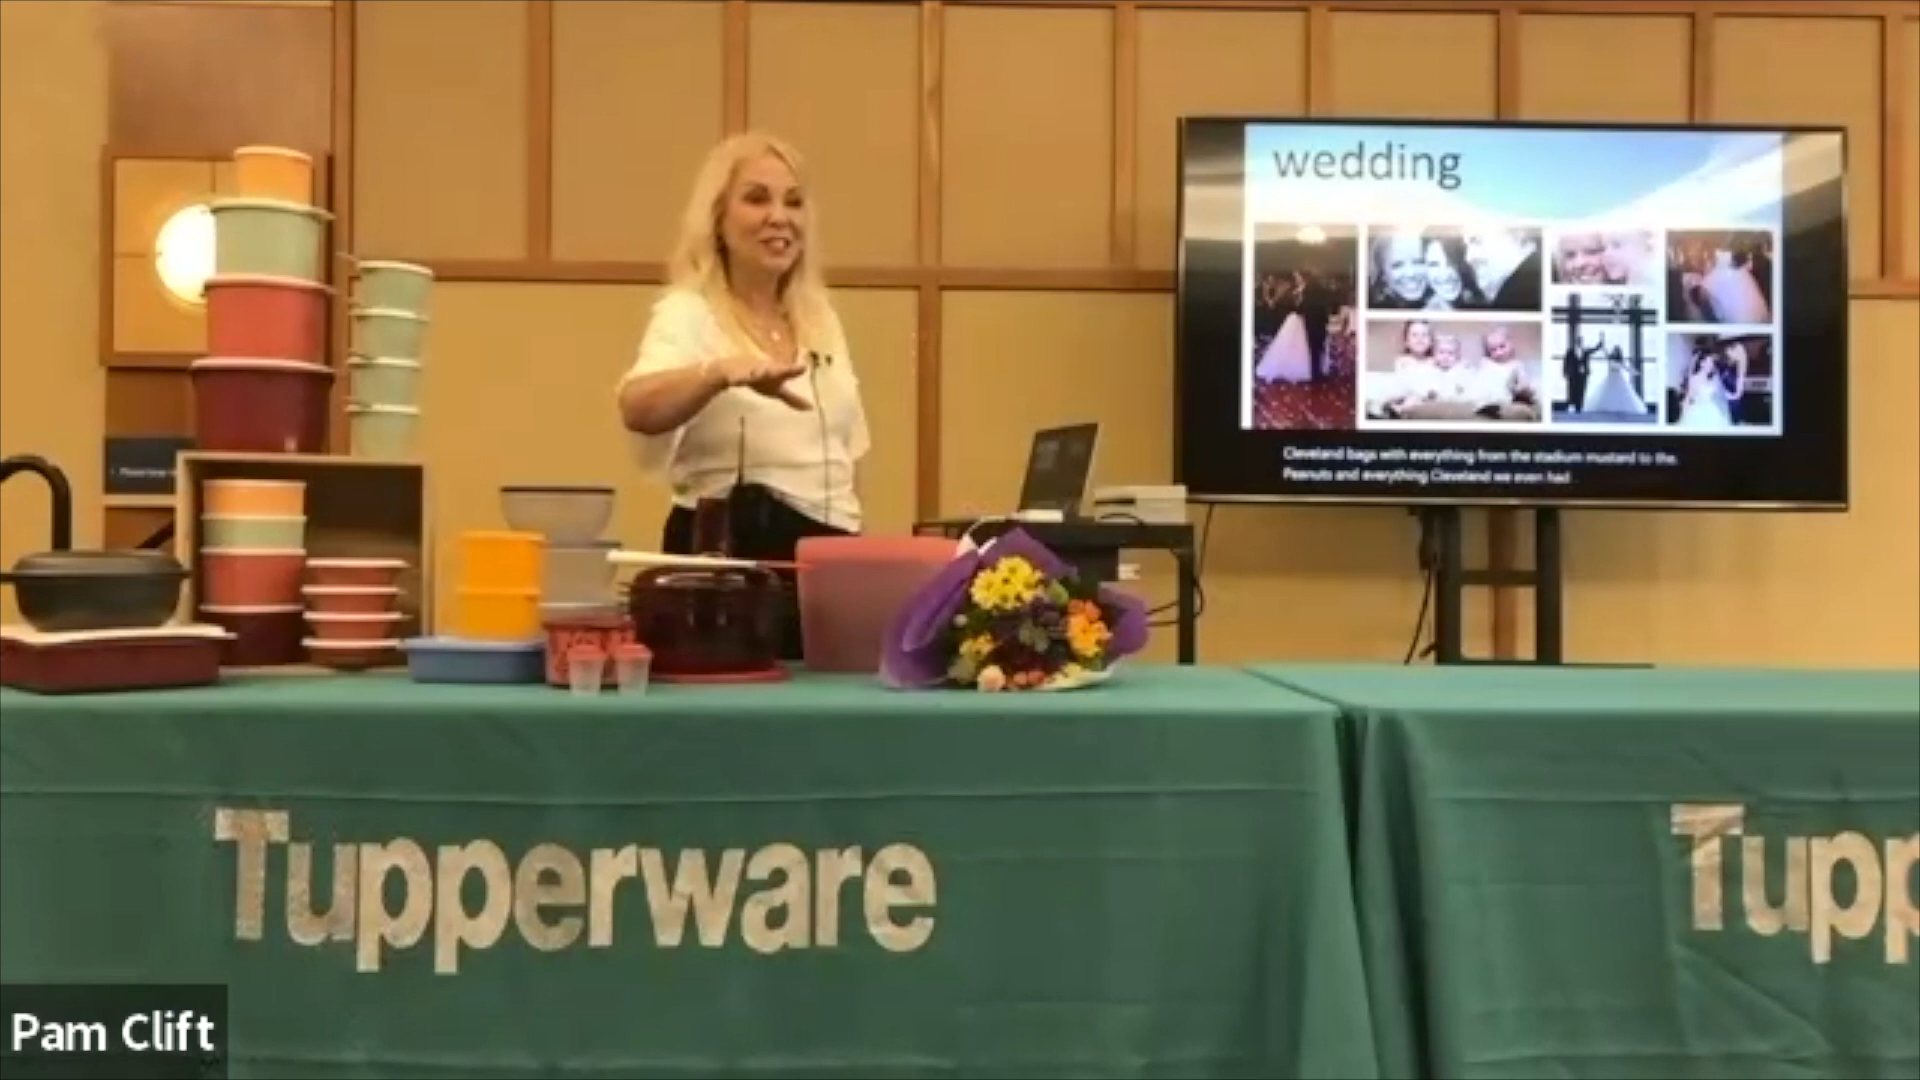 wedding
Cleveland bags with everything from the stadium mustard to the.
Peanuts and everything Cleveland we even had
Tupperware
Tupp
Pam Clift